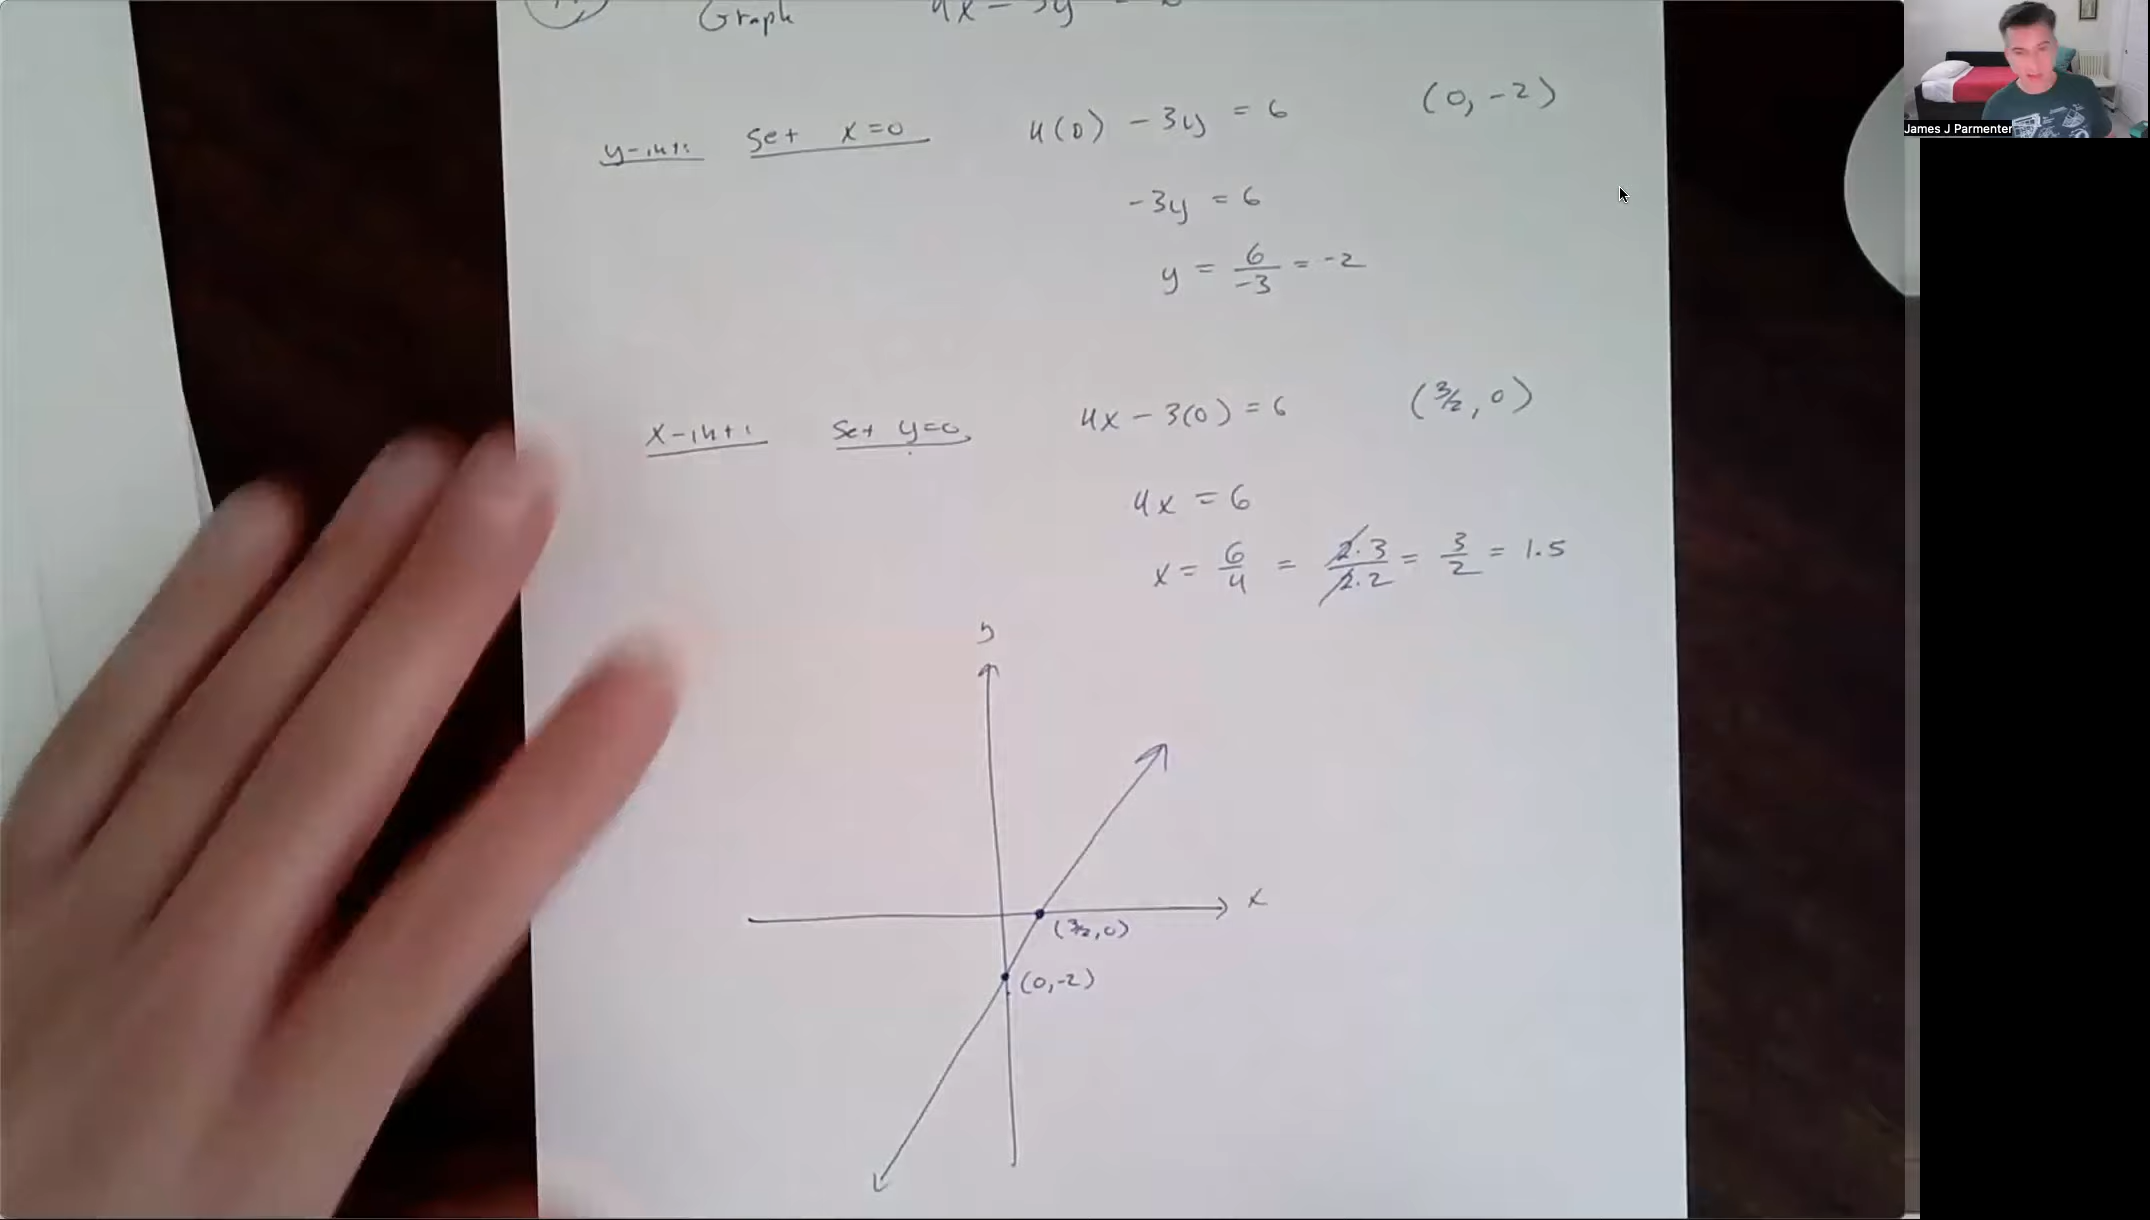 Graph 4x - 3y =
y-int: Set x=0 4(0) - 3y = 6 (0, -2)
-3y = 6
y = 6/-3 = -2
x-int: Set y=0 4x - 3(0) = 6 (3/2, 0)
4x = 6
x = 6/4 = 2·3/2·2 = 3/2 = 1.5
y
x
(3/2, 0)
(0, -2)
James J Parmenter